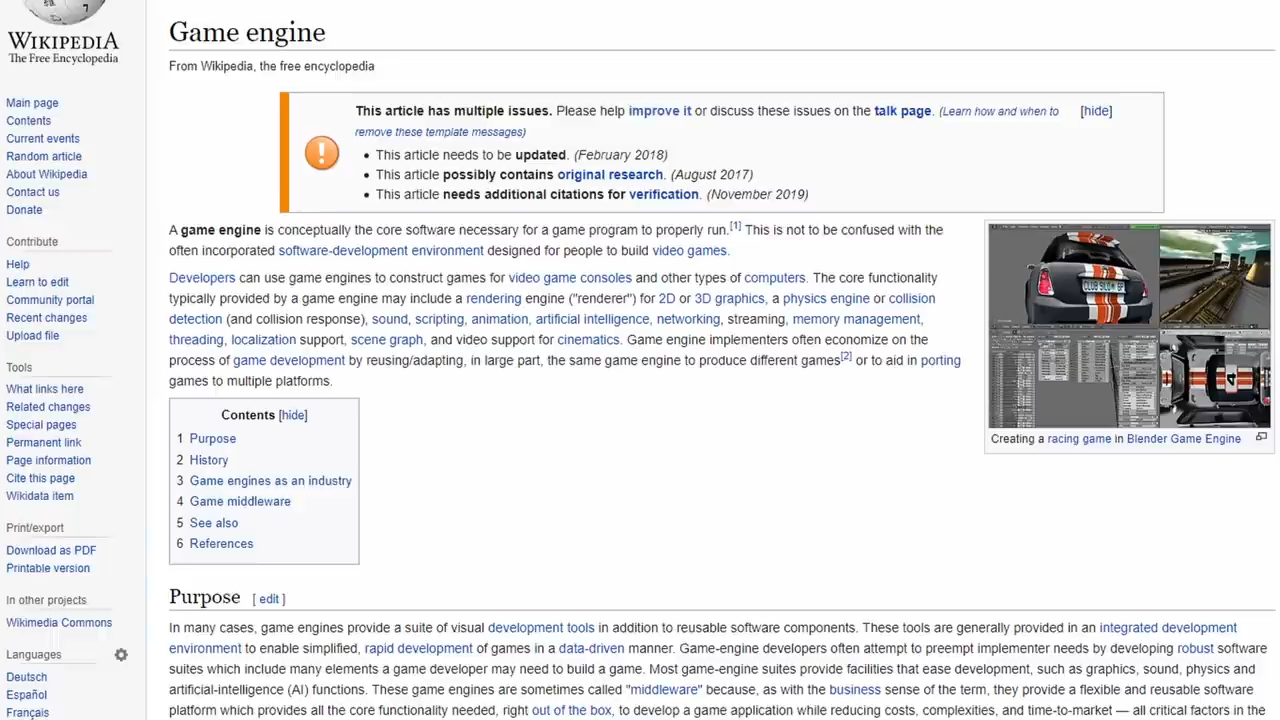 WIKIPEDIA
The Free Encyclopedia
Main page
Contents
Current events
Random article
About Wikipedia
Contact us
Donate
Contribute
Help
Learn to edit
Community portal
Recent changes
Upload file
Tools
What links here
Related changes
Special pages
Permanent link
Page information
Cite this page
Wikidata item
Print/export
Download as PDF
Printable version
In other projects
Wikimedia Commons
Languages
Deutsch
Español
Français
Game engine
From Wikipedia, the free encyclopedia
This article has multiple issues. Please help improve it or discuss these issues on the talk page. (Learn how and when to [hide]
remove these template messages)
• This article needs to be updated. (February 2018)
• This article possibly contains original research. (August 2017)
• This article needs additional citations for verification. (November 2019)
A game engine is conceptually the core software necessary for a game program to properly run.[1] This is not to be confused with the
often incorporated software-development environment designed for people to build video games.
Developers can use game engines to construct games for video game consoles and other types of computers. The core functionality
typically provided by a game engine may include a rendering engine ("renderer") for 2D or 3D graphics, a physics engine or collision
detection (and collision response), sound, scripting, animation, artificial intelligence, networking, streaming, memory management,
threading, localization support, scene graph, and video support for cinematics. Game engine implementers often economize on the
process of game development by reusing/adapting, in large part, the same game engine to produce different games[2] or to aid in porting
games to multiple platforms.
Creating a racing game in Blender Game Engine
Contents [hide]
1 Purpose
2 History
3 Game engines as an industry
4 Game middleware
5 See also
6 References
Purpose [ edit ]
In many cases, game engines provide a suite of visual development tools in addition to reusable software components. These tools are generally provided in an integrated development
environment to enable simplified, rapid development of games in a data-driven manner. Game-engine developers often attempt to preempt implementer needs by developing robust software
suites which include many elements a game developer may need to build a game. Most game-engine suites provide facilities that ease development, such as graphics, sound, physics and
artificial-intelligence (AI) functions. These game engines are sometimes called "middleware" because, as with the business sense of the term, they provide a flexible and reusable software
platform which provides all the core functionality needed, right out of the box, to develop a game application while reducing costs, complexities, and time-to-market — all critical factors in the